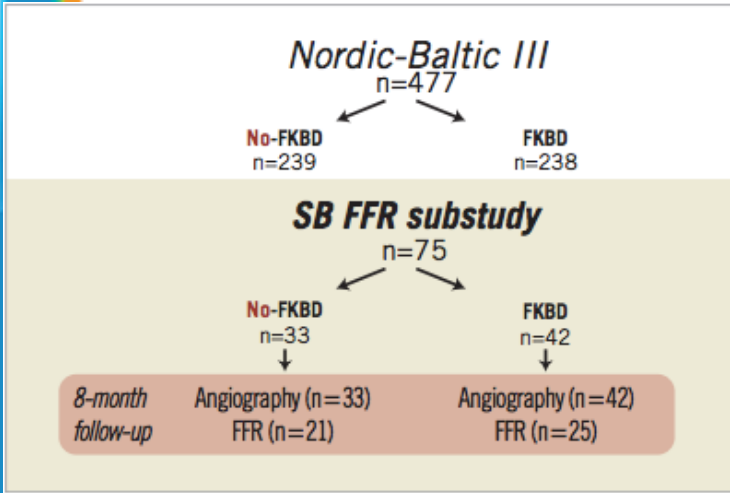 Nordic-Baltic III
n=477
No-FKBD FKBD
n=239 n=238
SB FFR substudy
n=75
No-FKBD FKBD
n=33 n=42
8-month Angiography (n=33) Angiography (n=42)
follow-up FFR (n=21) FFR (n=25)